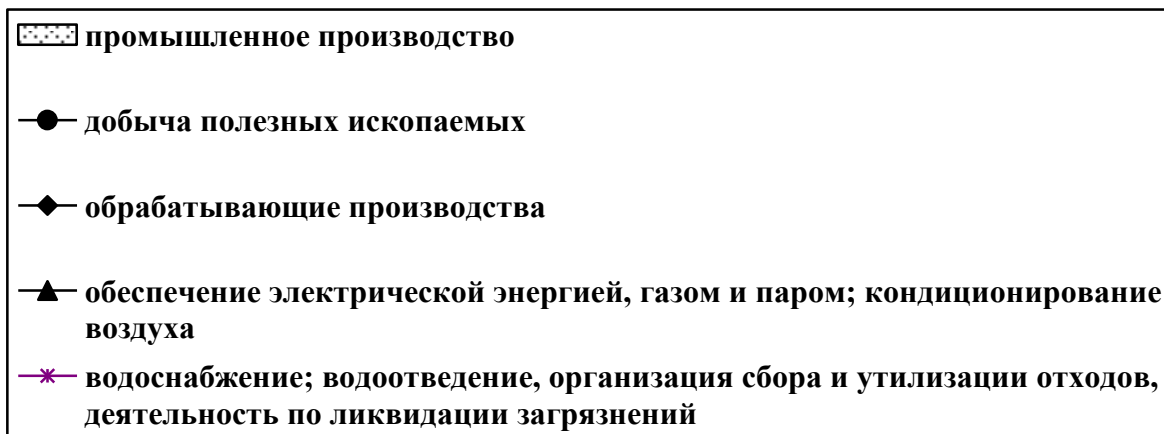 промышленное производство
добыча полезных ископаемых
обрабатывающие производства
обеспечение электрической энергией, газом и паром; кондиционирование
воздуха
водоснабжение; водоотведение, организация сбора и утилизации отходов,
деятельность по ликвидации загрязнений